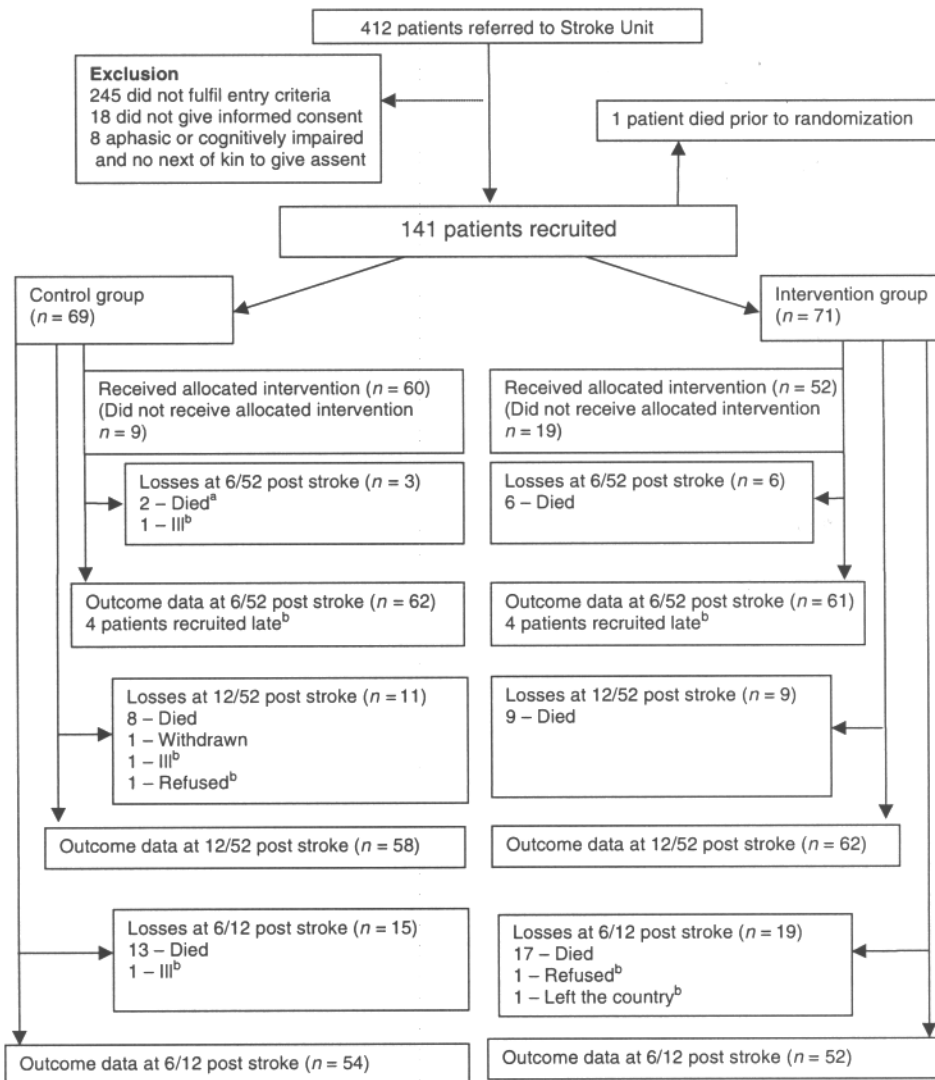 412 patients referred to Stroke Unit
Exclusion
245 did not fulfil entry criteria
18 did not give informed consent
8 aphasic or cognitively impaired
and no next of kin to give assent
1 patient died prior to randomization
141 patients recruited
Control group
(n = 69)
Intervention group
(n = 71)
Received allocated intervention (n = 60)
(Did not receive allocated intervention
n = 9)
Received allocated intervention (n = 52)
(Did not receive allocated intervention
n = 19)
Losses at 6/52 post stroke (n = 3)
2 – Diedᵃ
1 – Illᵇ
Losses at 6/52 post stroke (n = 6)
6 – Died
Outcome data at 6/52 post stroke (n = 62)
4 patients recruited lateᵇ
Outcome data at 6/52 post stroke (n = 61)
4 patients recruited lateᵇ
Losses at 12/52 post stroke (n = 11)
8 – Died
1 – Withdrawn
1 – Illᵇ
1 – Refusedᵇ
Losses at 12/52 post stroke (n = 9)
9 – Died
Outcome data at 12/52 post stroke (n = 58)
Outcome data at 12/52 post stroke (n = 62)
Losses at 6/12 post stroke (n = 15)
13 – Died
1 – Illᵇ
Losses at 6/12 post stroke (n = 19)
17 – Died
1 – Refusedᵇ
1 – Left the countryᵇ
Outcome data at 6/12 post stroke (n = 54)
Outcome data at 6/12 post stroke (n = 52)